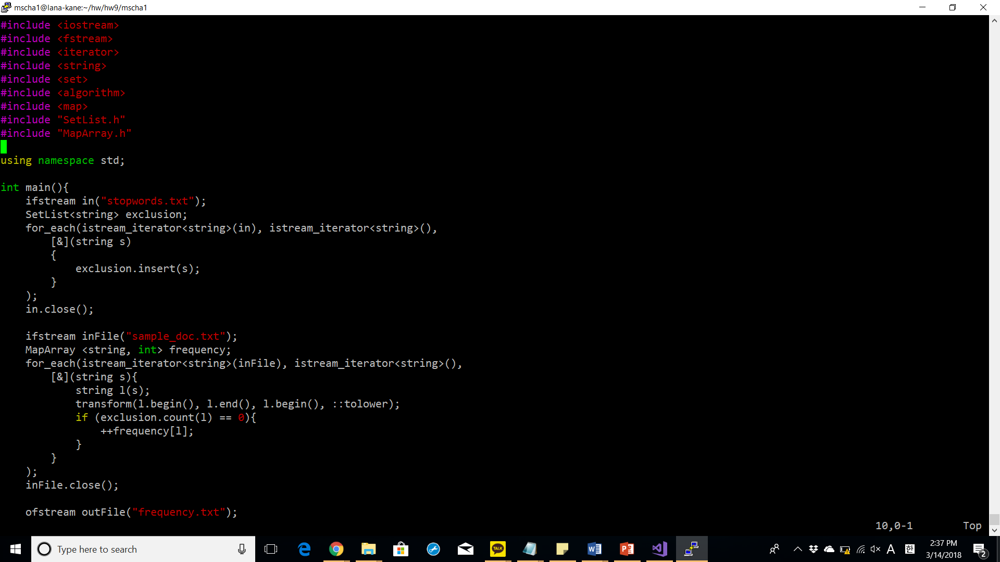 mscha1@lana-kane:~/hw/hw9/mscha1
#include <iostream>
#include <fstream>
#include <iterator>
#include <string>
#include <set>
#include <algorithm>
#include <map>
#include "SetList.h"
#include "MapArray.h"
using namespace std;
int main(){
    ifstream in("stopwords.txt");
    SetList<string> exclusion;
    for_each(istream_iterator<string>(in), istream_iterator<string>(),
        [&](string s)
        {
            exclusion.insert(s);
        }
    );
    in.close();
    ifstream inFile("sample_doc.txt");
    MapArray <string, int> frequency;
    for_each(istream_iterator<string>(inFile), istream_iterator<string>(),
        [&](string s){
            string l(s);
            transform(l.begin(), l.end(), l.begin(), ::tolower);
            if (exclusion.count(l) == 0){
                ++frequency[l];
            }
        }
    );
    inFile.close();
    ofstream outFile("frequency.txt");
10,0-1 Top
Type here to search
TALK
A
한
2:37 PM
3/14/2018
2